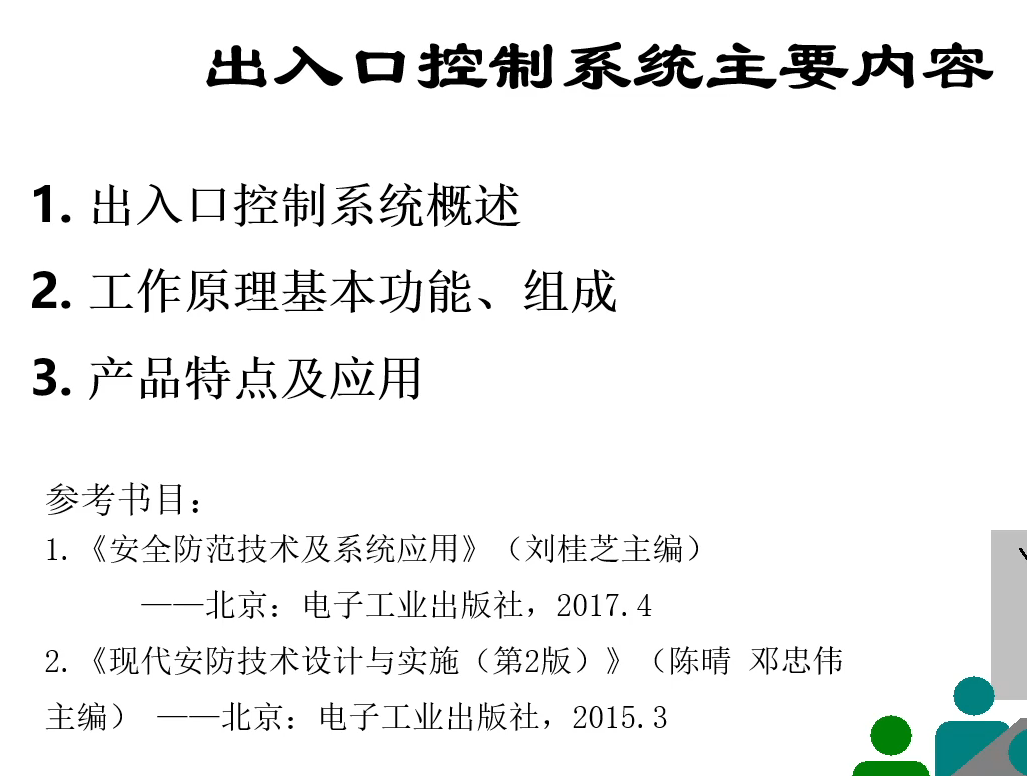 出入口控制系统主要内容
1. 出入口控制系统概述
2. 工作原理基本功能、组成
3. 产品特点及应用
参考书目：
1.《安全防范技术及系统应用》（刘桂芝主编）
——北京：电子工业出版社，2017.4
2.《现代安防技术设计与实施（第2版）》（陈晴 邓忠伟
主编） ——北京：电子工业出版社，2015.3